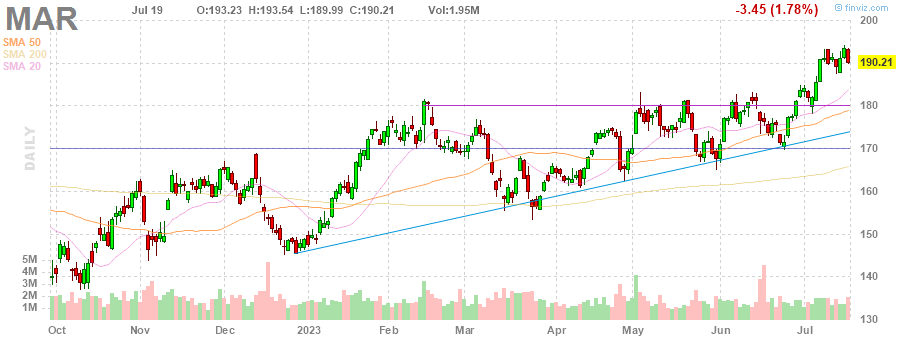 MAR
Jul 19 O:193.23 H:193.54 L:189.99 C:190.21 Vol:1.95M -3.45 (1.78%) © finviz.com
SMA 50
SMA 200
SMA 20
DAILY
200
190.21
180
170
160
150
140
130
5M
4M
3M
2M
1M
Oct Nov Dec 2023 Feb Mar Apr May Jun Jul